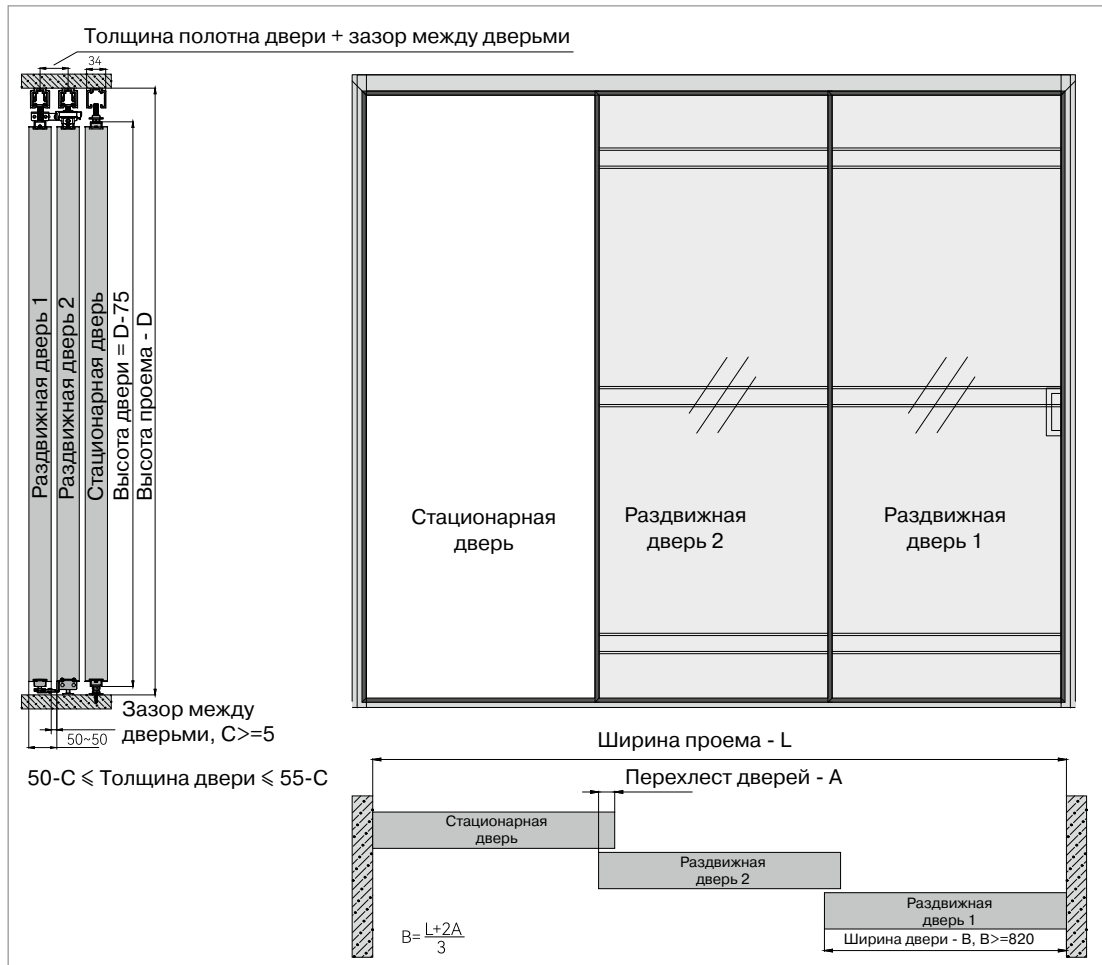 Толщина полотна двери + зазор между дверьми
34
Раздвижная дверь 1
Раздвижная дверь 2
Стационарная дверь
Высота двери = D-75
Высота проема - D
Стационарная
дверь
Раздвижная
дверь 2
Раздвижная
дверь 1
Зазор между
дверьми, C>=5
50~50
50-C ⩽ Толщина двери ⩽ 55-C
Ширина проема - L
Перехлест дверей - A
Стационарная
дверь
Раздвижная
дверь 2
Раздвижная
дверь 1
Ширина двери - B, B>=820
B= L+2A
3